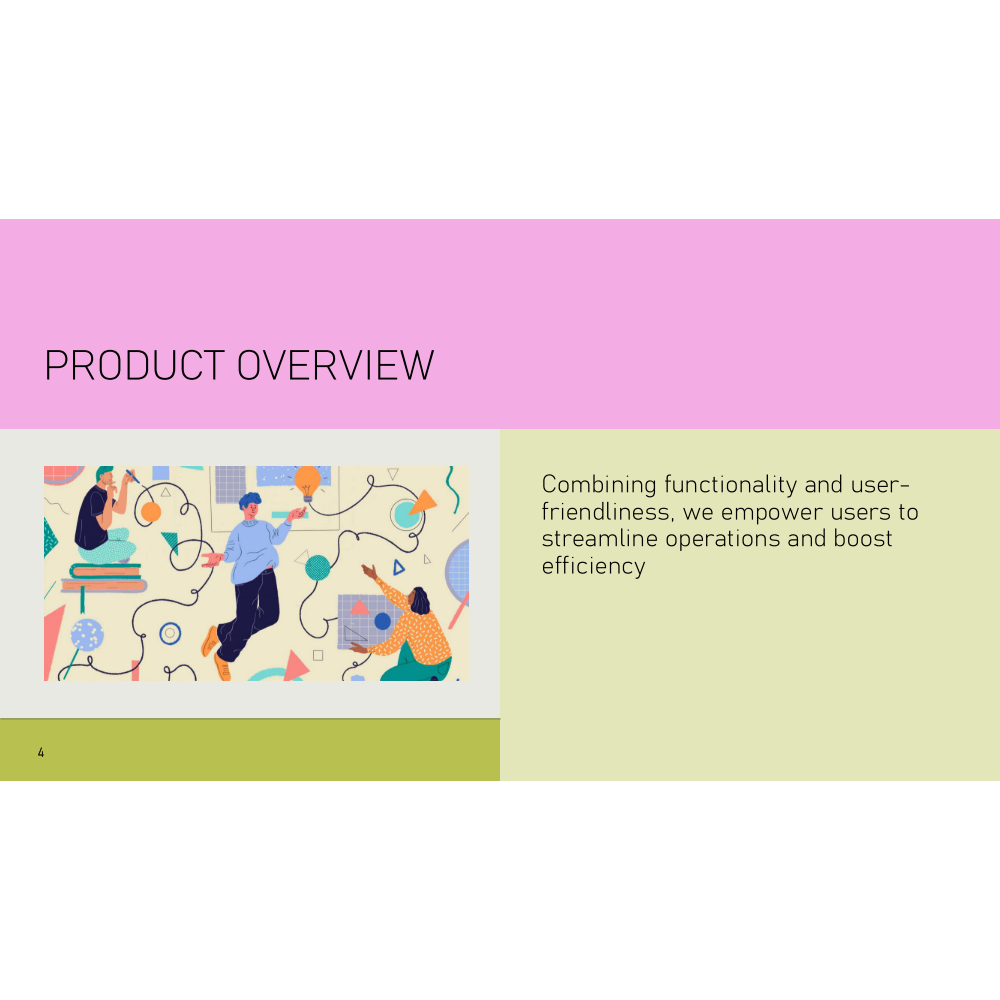 PRODUCT OVERVIEW
Combining functionality and user-
friendliness, we empower users to
streamline operations and boost
efficiency
4